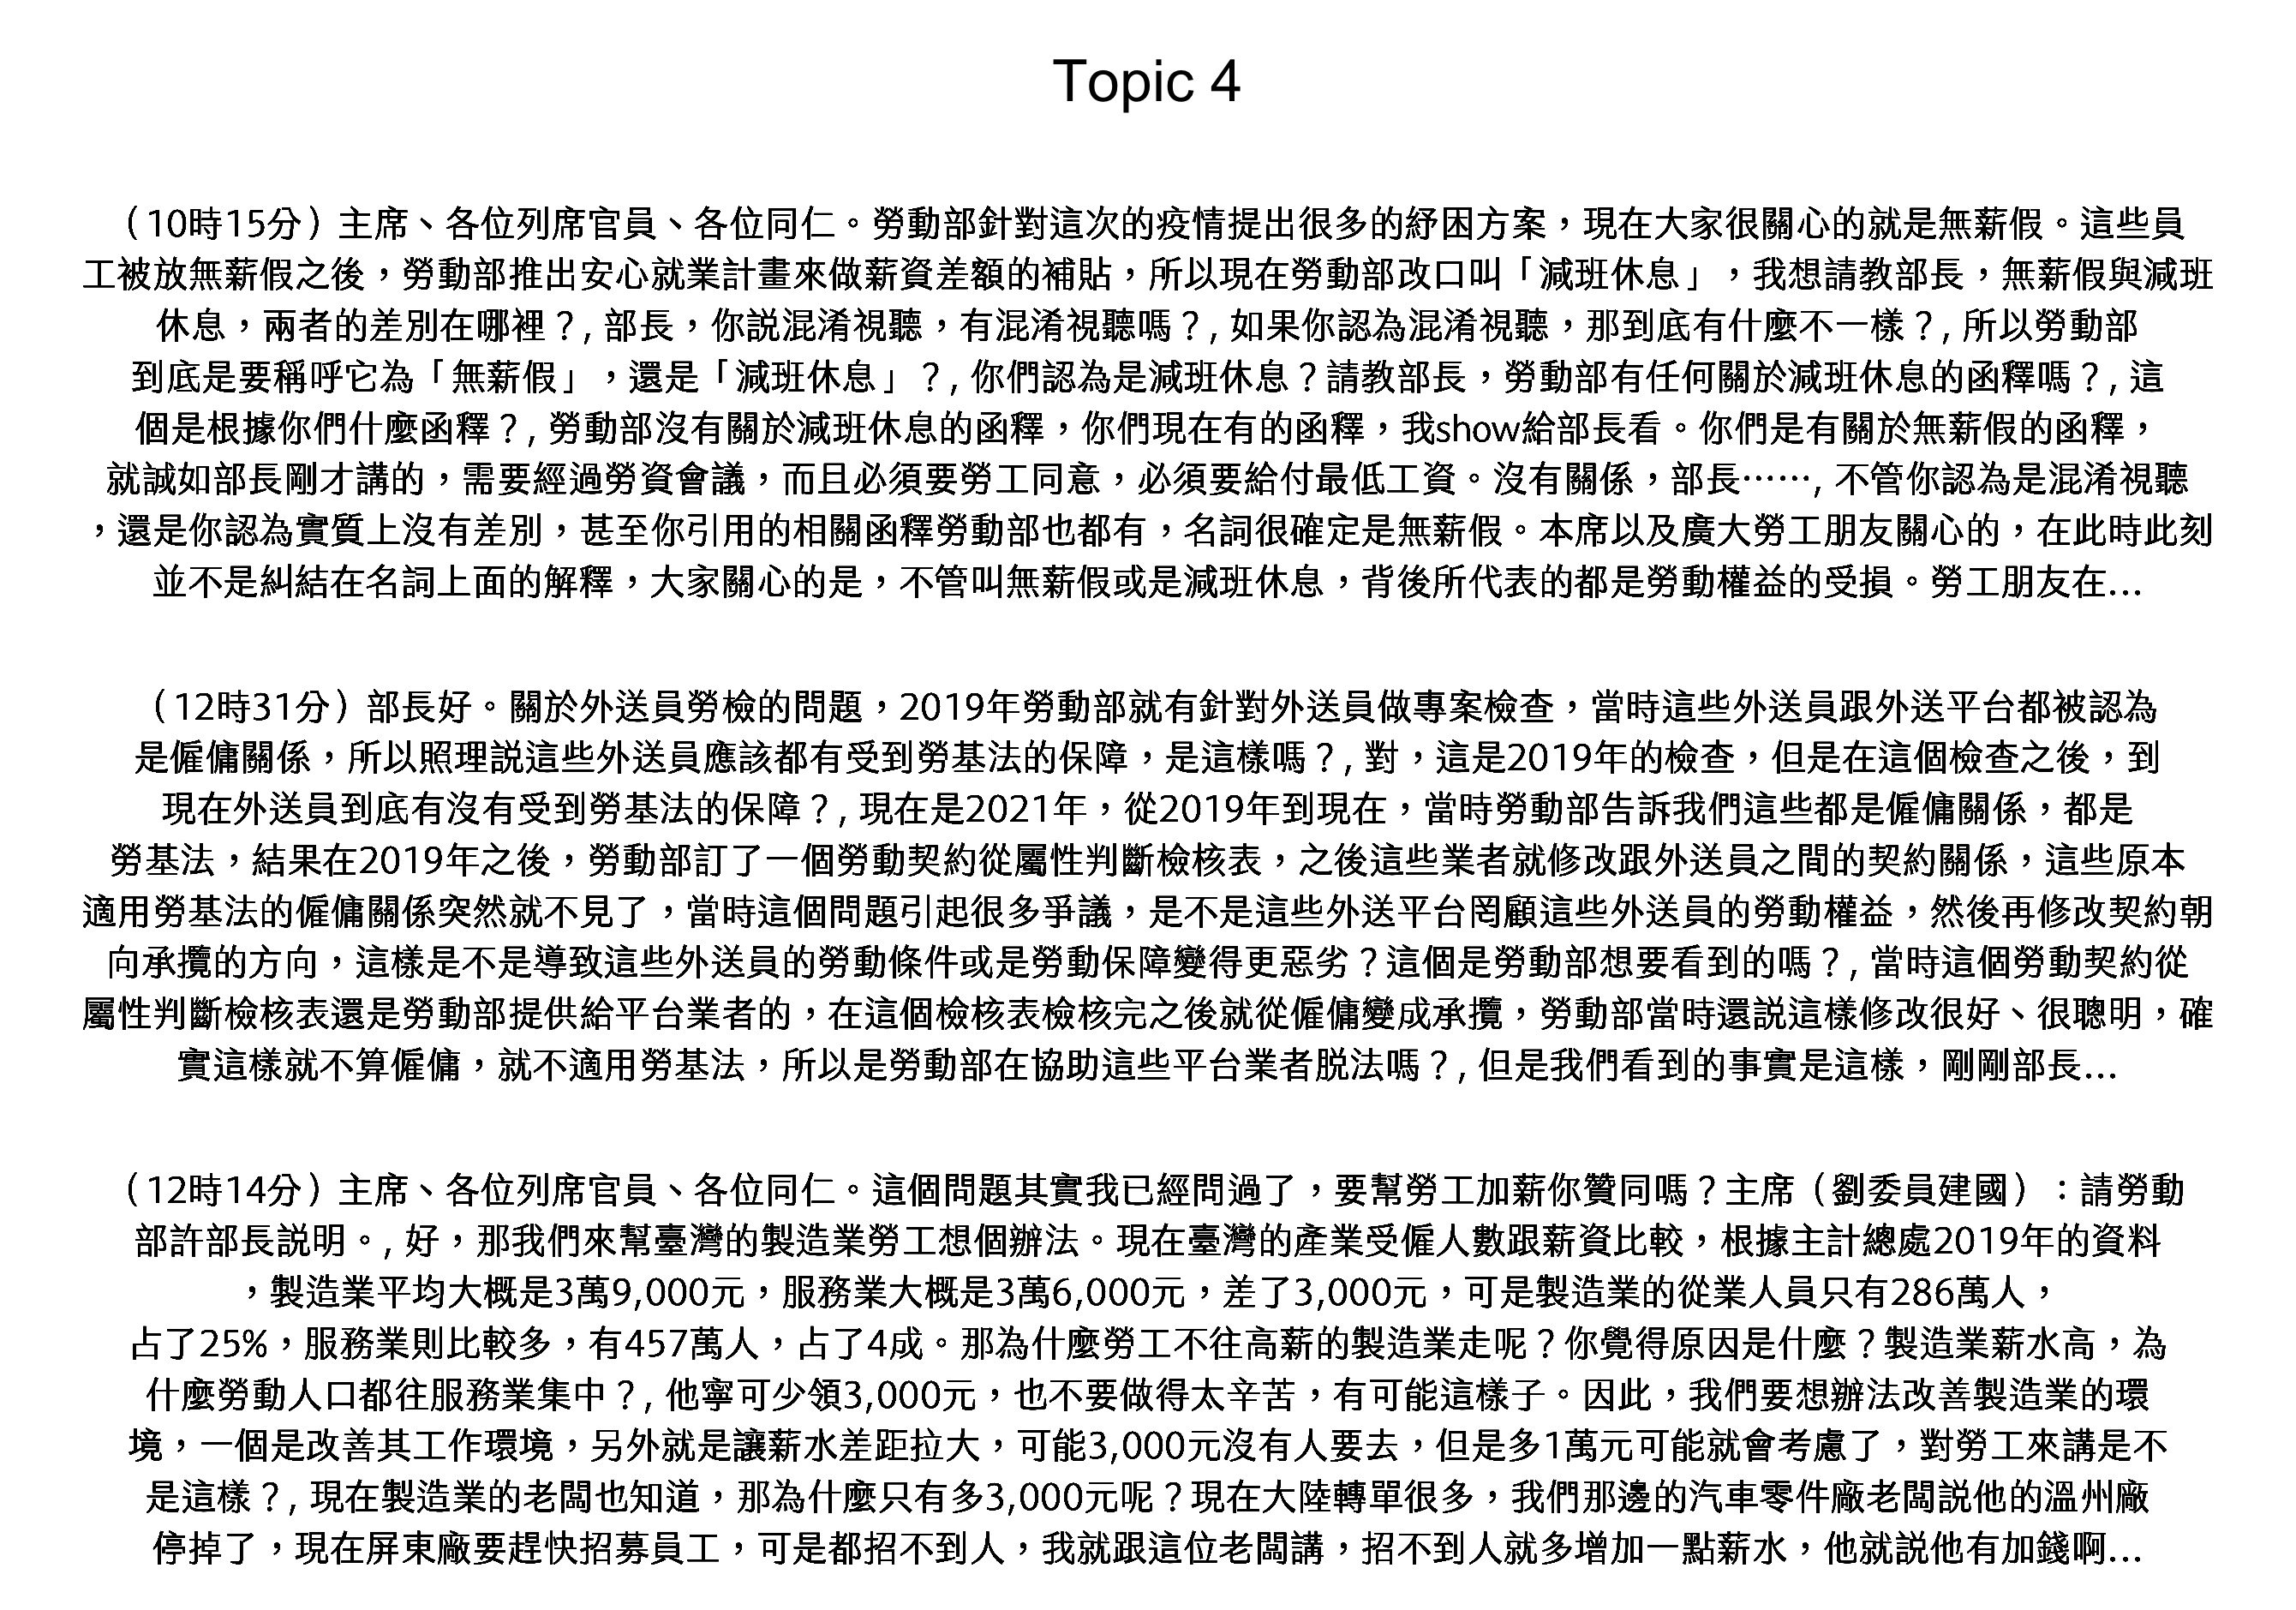 Topic 4
（10時15分）主席、各位列席官員、各位同仁。勞動部針對這次的疫情提出很多的紓困方案，現在大家很關心的就是無薪假。這些員
工被放無薪假之後，勞動部推出安心就業計畫來做薪資差額的補貼，所以現在勞動部改口叫「減班休息」，我想請教部長，無薪假與減班
休息，兩者的差別在哪裡？, 部長，你說混淆視聽，有混淆視聽嗎？, 如果你認為混淆視聽，那到底有什麼不一樣？, 所以勞動部
到底是要稱呼它為「無薪假」，還是「減班休息」？, 你們認為是減班休息？請教部長，勞動部有任何關於減班休息的函釋嗎？, 這
個是根據你們什麼函釋？, 勞動部沒有關於減班休息的函釋，你們現在有的函釋，我show給部長看。你們是有關於無薪假的函釋，
就誠如部長剛才講的，需要經過勞資會議，而且必須要勞工同意，必須要給付最低工資。沒有關係，部長……, 不管你認為是混淆視聽
，還是你認為實質上沒有差別，甚至你引用的相關函釋勞動部也都有，名詞很確定是無薪假。本席以及廣大勞工朋友關心的，在此時此刻
並不是糾結在名詞上面的解釋，大家關心的是，不管叫無薪假或是減班休息，背後所代表的都是勞動權益的受損。勞工朋友在...
（12時31分）部長好。關於外送員勞檢的問題，2019年勞動部就有針對外送員做專案檢查，當時這些外送員跟外送平台都被認為
是僱傭關係，所以照理說這些外送員應該都有受到勞基法的保障，是這樣嗎？, 對，這是2019年的檢查，但是在這個檢查之後，到
現在外送員到底有沒有受到勞基法的保障？, 現在是2021年，從2019年到現在，當時勞動部告訴我們這些都是僱傭關係，都是
勞基法，結果在2019年之後，勞動部訂了一個勞動契約從屬性判斷檢核表，之後這些業者就修改跟外送員之間的契約關係，這些原本
適用勞基法的僱傭關係突然就不見了，當時這個問題引起很多爭議，是不是這些外送平台罔顧這些外送員的勞動權益，然後再修改契約朝
向承攬的方向，這樣是不是導致這些外送員的勞動條件或是勞動保障變得更惡劣？這個是勞動部想要看到的嗎？, 當時這個勞動契約從
屬性判斷檢核表還是勞動部提供給平台業者的，在這個檢核表檢核完之後就從僱傭變成承攬，勞動部當時還說這樣修改很好、很聰明，確
實這樣就不算僱傭，就不適用勞基法，所以是勞動部在協助這些平台業者脫法嗎？, 但是我們看到的事實是這樣，剛剛部長...
（12時14分）主席、各位列席官員、各位同仁。這個問題其實我已經問過了，要幫勞工加薪你贊同嗎？主席（劉委員建國）：請勞動
部許部長說明。, 好，那我們來幫臺灣的製造業勞工想個辦法。現在臺灣的產業受僱人數跟薪資比較，根據主計總處2019年的資料
，製造業平均大概是3萬9,000元，服務業大概是3萬6,000元，差了3,000元，可是製造業的從業人員只有286萬人，
占了25%，服務業則比較多，有457萬人，占了4成。那為什麼勞工不往高薪的製造業走呢？你覺得原因是什麼？製造業薪水高，為
什麼勞動人口都往服務業集中？, 他寧可少領3,000元，也不要做得太辛苦，有可能這樣子。因此，我們要想辦法改善製造業的環
境，一個是改善其工作環境，另外就是讓薪水差距拉大，可能3,000元沒有人要去，但是多1萬元可能就會考慮了，對勞工來講是不
是這樣？, 現在製造業的老闆也知道，那為什麼只有多3,000元呢？現在大陸轉單很多，我們那邊的汽車零件廠老闆說他的溫州廠
停掉了，現在屏東廠要趕快招募員工，可是都招不到人，我就跟這位老闆講，招不到人就多增加一點薪水，他就說他有加錢啊...